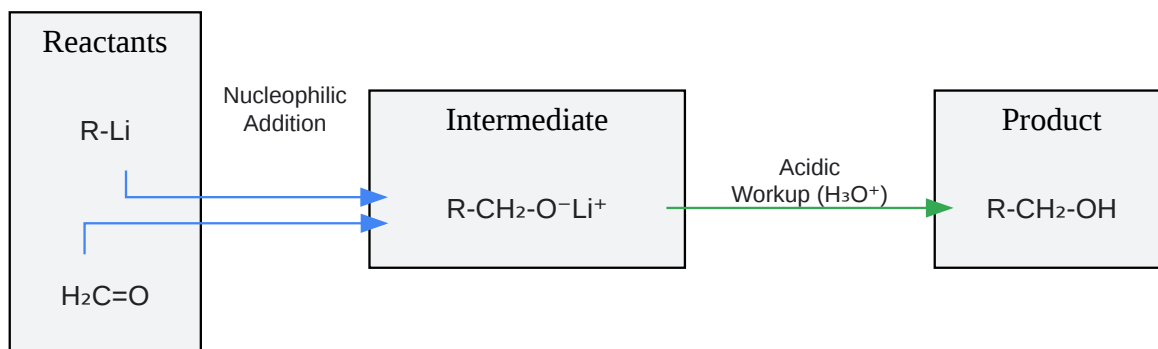 Reactants
R-Li
H₂C=O
Nucleophilic
Addition
Intermediate
R-CH₂-O⁻Li⁺
Acidic
Workup (H₃O⁺)
Product
R-CH₂-OH